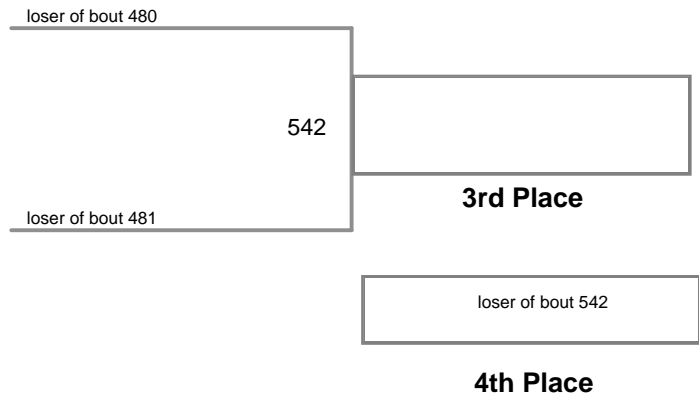 loser of bout 480
542
3rd Place
loser of bout 481
loser of bout 542
4th Place